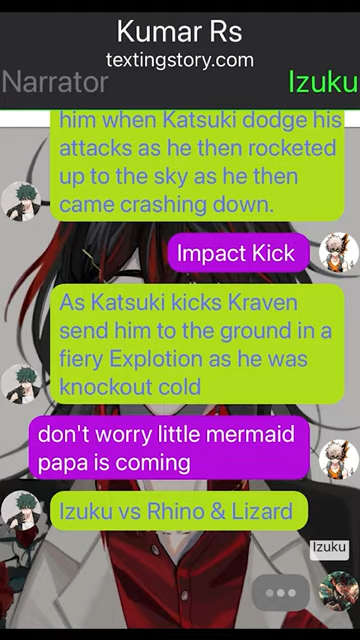 Kumar Rs
textingstory.com
Narrator
Izuku
him when Katsuki dodge his
attacks as he then rocketed
up to the sky as he then
came crashing down.
Impact Kick
As Katsuki kicks Kraven
send him to the ground in a
fiery Explotion as he was
knockout cold
don't worry little mermaid
papa is coming
Izuku vs Rhino & Lizard
Izuku